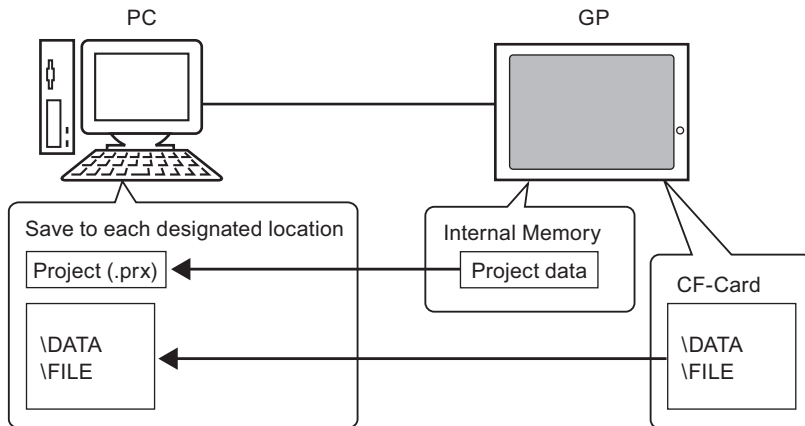 PC
GP
Save to each designated location
Project (.prx)
\DATA
\FILE
Internal Memory
Project data
CF-Card
\DATA
\FILE